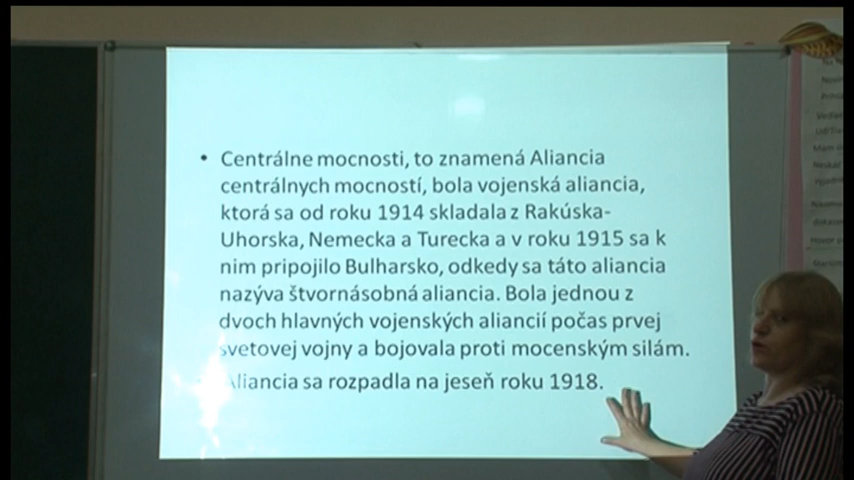 • Centrálne mocnosti, to znamená Aliancia
centrálnych mocností, bola vojenská aliancia,
ktorá sa od roku 1914 skladala z Rakúska-
Uhorska, Nemecka a Turecka a v roku 1915 sa k
nim pripojilo Bulharsko, odkedy sa táto aliancia
nazýva štvornásobná aliancia. Bola jednou z
dvoch hlavných vojenských aliancií počas prvej
svetovej vojny a bojovala proti mocenským silám.
Aliancia sa rozpadla na jeseň roku 1918.